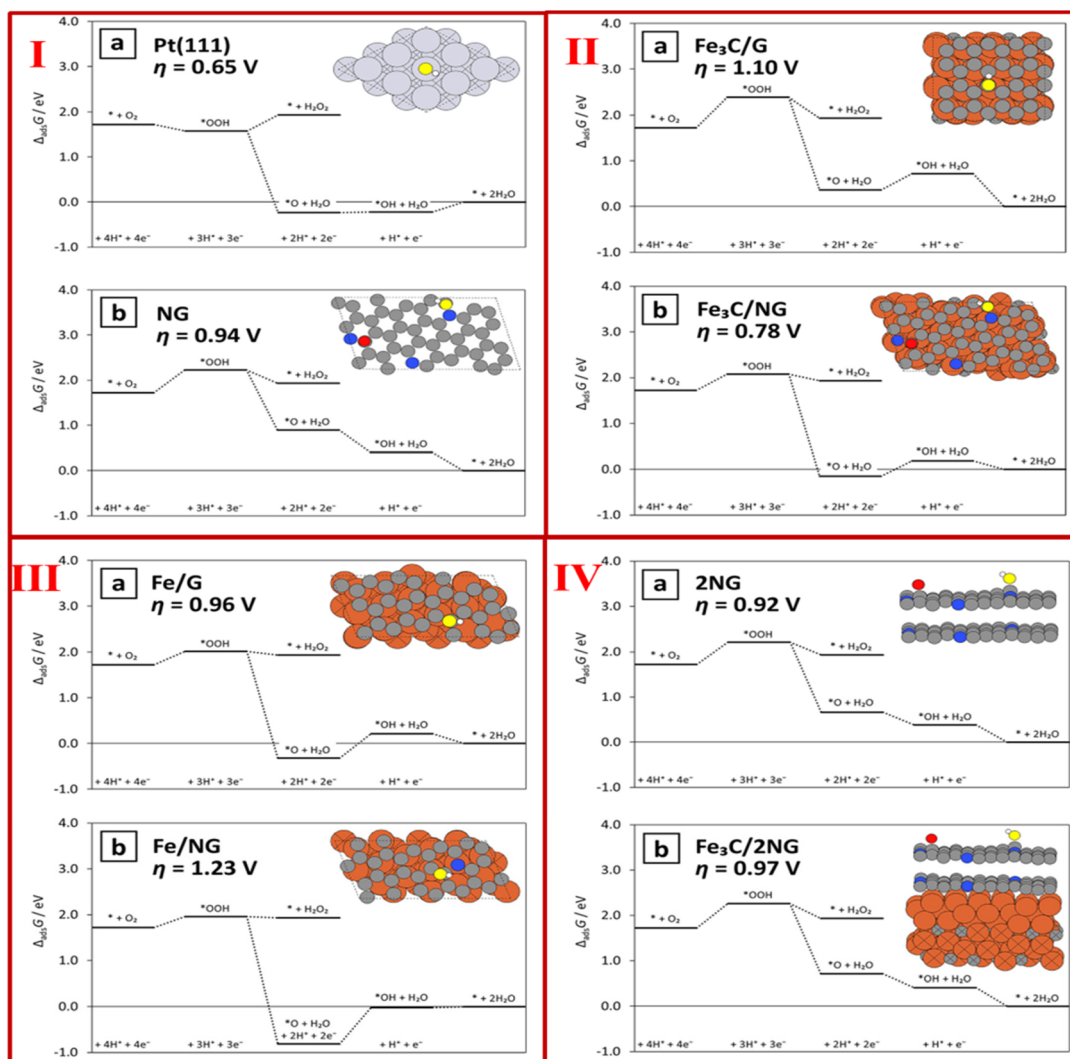 I
a
Pt(111)
η = 0.65 V
4.0
3.0
2.0
1.0
0.0
-1.0
ΔadsG / eV
* + O₂
*OOH
* + H₂O₂
*O + H₂O
*OH + H₂O
* + 2H₂O
+ 4H⁺ + 4e⁻
+ 3H⁺ + 3e⁻
+ 2H⁺ + 2e⁻
+ H⁺ + e⁻
b
NG
η = 0.94 V
4.0
3.0
2.0
1.0
0.0
-1.0
ΔadsG / eV
* + O₂
*OOH
* + H₂O₂
*O + H₂O
*OH + H₂O
* + 2H₂O
+ 4H⁺ + 4e⁻
+ 3H⁺ + 3e⁻
+ 2H⁺ + 2e⁻
+ H⁺ + e⁻
II
a
Fe₃C/G
η = 1.10 V
4.0
3.0
2.0
1.0
0.0
-1.0
ΔadsG / eV
* + O₂
*OOH
* + H₂O₂
*O + H₂O
*OH + H₂O
* + 2H₂O
+ 4H⁺ + 4e⁻
+ 3H⁺ + 3e⁻
+ 2H⁺ + 2e⁻
+ H⁺ + e⁻
b
Fe₃C/NG
η = 0.78 V
4.0
3.0
2.0
1.0
0.0
-1.0
ΔadsG / eV
* + O₂
*OOH
* + H₂O₂
*O + H₂O
*OH + H₂O
* + 2H₂O
+ 4H⁺ + 4e⁻
+ 3H⁺ + 3e⁻
+ 2H⁺ + 2e⁻
+ H⁺ + e⁻
III
a
Fe/G
η = 0.96 V
4.0
3.0
2.0
1.0
0.0
-1.0
ΔadsG / eV
* + O₂
*OOH
* + H₂O₂
*O + H₂O
*OH + H₂O
* + 2H₂O
+ 4H⁺ + 4e⁻
+ 3H⁺ + 3e⁻
+ 2H⁺ + 2e⁻
+ H⁺ + e⁻
b
Fe/NG
η = 1.23 V
4.0
3.0
2.0
1.0
0.0
-1.0
ΔadsG / eV
* + O₂
*OOH
* + H₂O₂
*O + H₂O
+ 2H⁺ + 2e⁻
*OH + H₂O
* + 2H₂O
+ 4H⁺ + 4e⁻
+ 3H⁺ + 3e⁻
+ H⁺ + e⁻
IV
a
2NG
η = 0.92 V
4.0
3.0
2.0
1.0
0.0
-1.0
ΔadsG / eV
* + O₂
*OOH
* + H₂O₂
*O + H₂O
*OH + H₂O
* + 2H₂O
+ 4H⁺ + 4e⁻
+ 3H⁺ + 3e⁻
+ 2H⁺ + 2e⁻
+ H⁺ + e⁻
b
Fe₃C/2NG
η = 0.97 V
4.0
3.0
2.0
1.0
0.0
-1.0
ΔadsG / eV
* + O₂
*OOH
* + H₂O₂
*O + H₂O
*OH + H₂O
* + 2H₂O
+ 4H⁺ + 4e⁻
+ 3H⁺ + 3e⁻
+ 2H⁺ + 2e⁻
+ H⁺ + e⁻